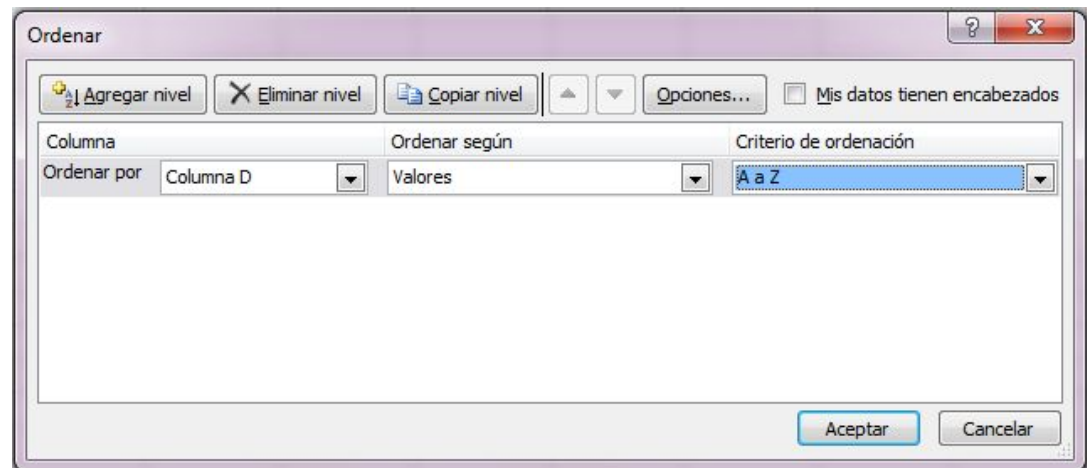 Ordenar
Agregar nivel Eliminar nivel Copiar nivel Opciones... Mis datos tienen encabezados
Columna Ordenar según Criterio de ordenación
Ordenar por Columna D Valores A a Z
Aceptar Cancelar